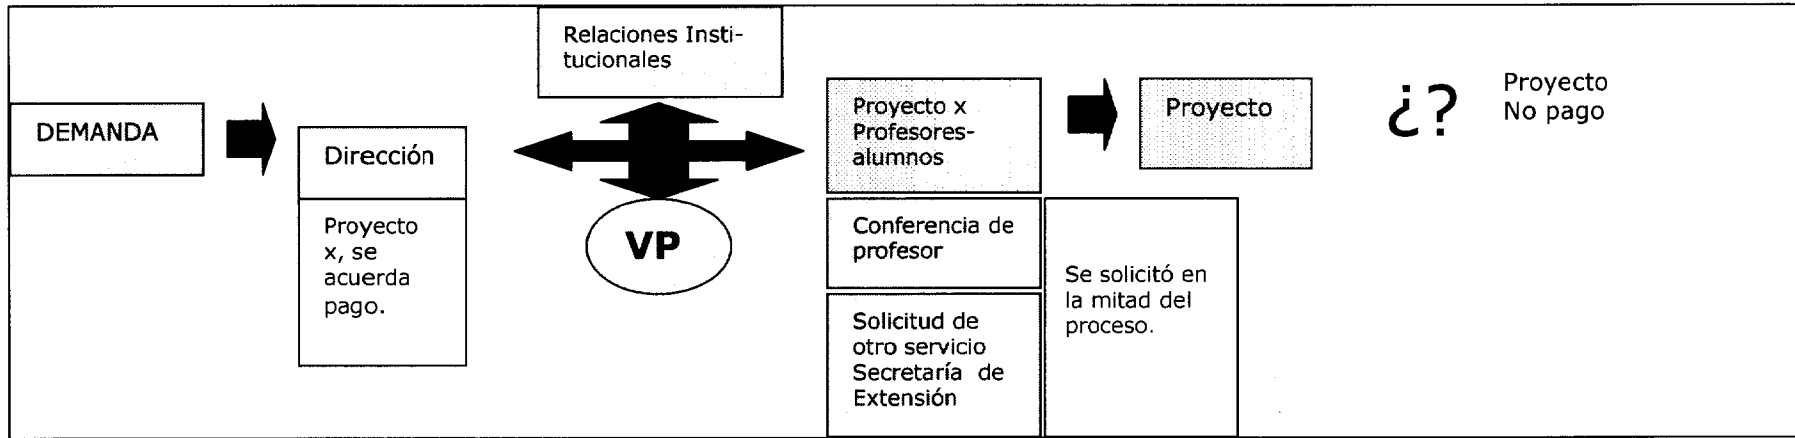 Relaciones Insti-
tucionales
DEMANDA
Dirección
Proyecto
x, se
acuerda
pago.
VP
Proyecto x
Profesores-
alumnos
Conferencia de
profesor
Solicitud de
otro servicio
Secretaría de
Extensión
Se solicitó en
la mitad del
proceso.
Proyecto
¿?
Proyecto
No pago